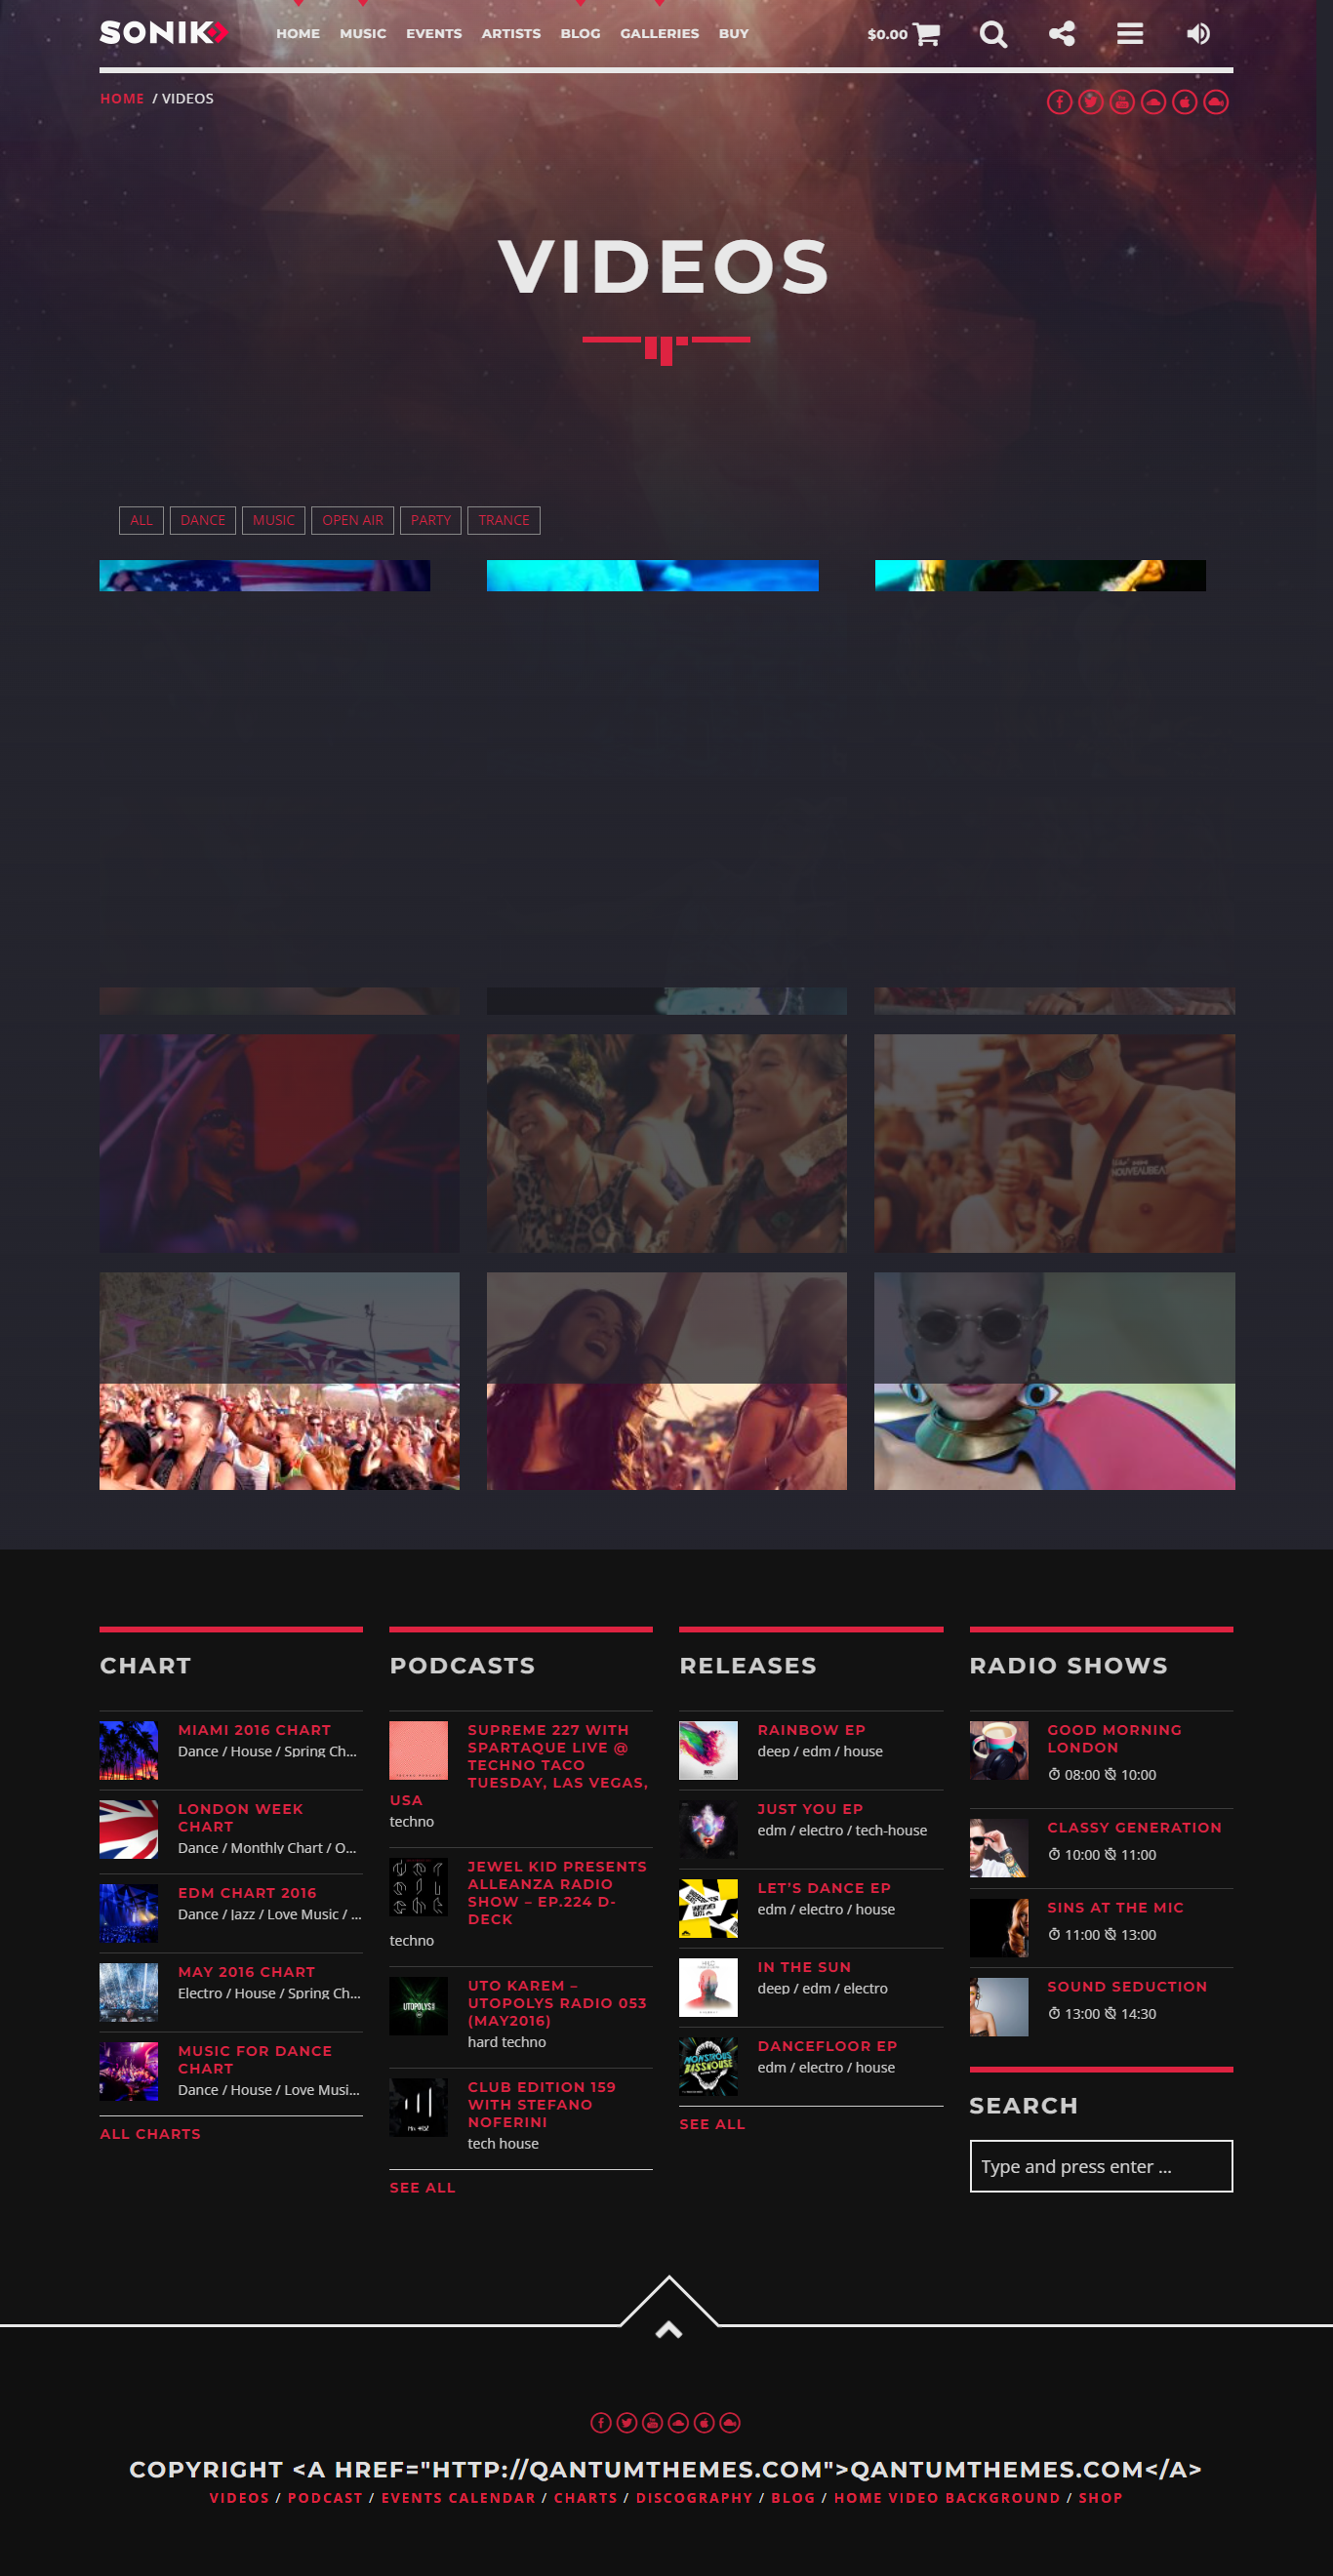 SONIK
HOME MUSIC EVENTS ARTISTS BLOG GALLERIES BUY
$0.00
HOME / VIDEOS
VIDEOS
ALL DANCE MUSIC OPEN AIR PARTY TRANCE
CHART
MIAMI 2016 CHART
Dance / House / Spring Ch...
LONDON WEEK
CHART
Dance / Monthly Chart / O...
EDM CHART 2016
Dance / Jazz / Love Music / ...
MAY 2016 CHART
Electro / House / Spring Ch...
MUSIC FOR DANCE
CHART
Dance / House / Love Musi...
ALL CHARTS
PODCASTS
SUPREME 227 WITH
SPARTAQUE LIVE @
TECHNO TACO
TUESDAY, LAS VEGAS,
USA
techno
JEWEL KID PRESENTS
ALLEANZA RADIO
SHOW – EP.224 D-
DECK
techno
UTO KAREM –
UTOPOLYS RADIO 053
(MAY2016)
hard techno
CLUB EDITION 159
WITH STEFANO
NOFERINI
tech house
SEE ALL
RELEASES
RAINBOW EP
deep / edm / house
JUST YOU EP
edm / electro / tech-house
LET’S DANCE EP
edm / electro / house
IN THE SUN
deep / edm / electro
DANCEFLOOR EP
edm / electro / house
SEE ALL
RADIO SHOWS
GOOD MORNING
LONDON
08:00 10:00
CLASSY GENERATION
10:00 11:00
SINS AT THE MIC
11:00 13:00
SOUND SEDUCTION
13:00 14:30
SEARCH
Type and press enter ...
COPYRIGHT <A HREF="HTTP://QANTUMTHEMES.COM">QANTUMTHEMES.COM</A>
VIDEOS / PODCAST / EVENTS CALENDAR / CHARTS / DISCOGRAPHY / BLOG / HOME VIDEO BACKGROUND / SHOP